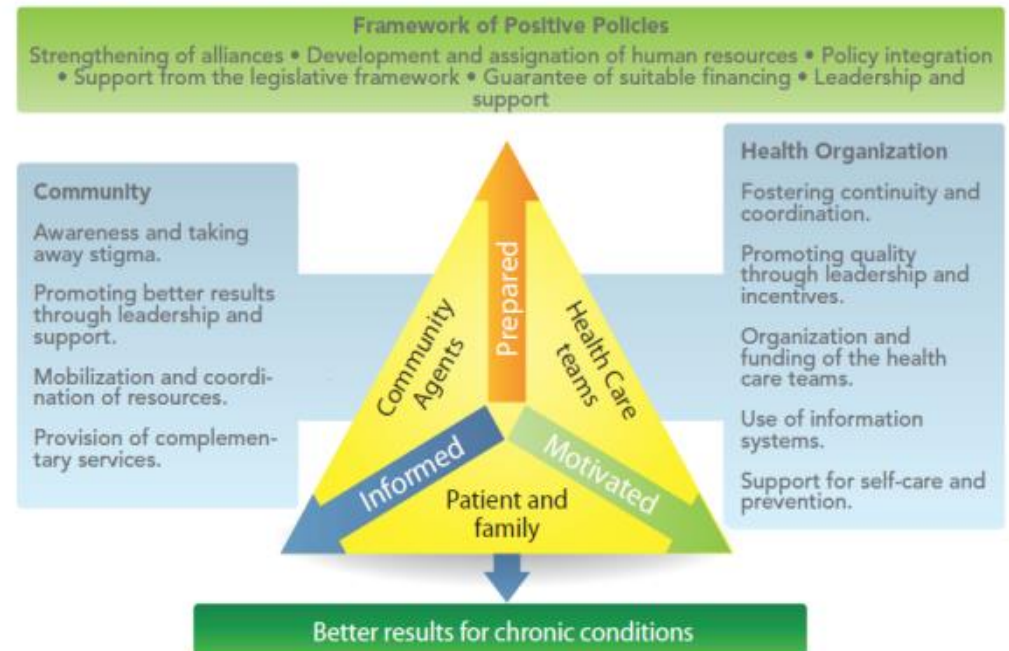 Framework of Positive Policies
Strengthening of alliances • Development and assignation of human resources • Policy integration
• Support from the legislative framework • Guarantee of suitable financing • Leadership and
support
Community
Awareness and taking
away stigma.
Promoting better results
through leadership and
support.
Mobilization and coordi-
nation of resources.
Provision of complemen-
tary services.
Prepared
Community
Agents
Health Care
teams
Informed
Motivated
Patient and
family
Health Organization
Fostering continuity and
coordination.
Promoting quality
through leadership and
incentives.
Organization and
funding of the health
care teams.
Use of information
systems.
Support for self-care and
prevention.
Better results for chronic conditions